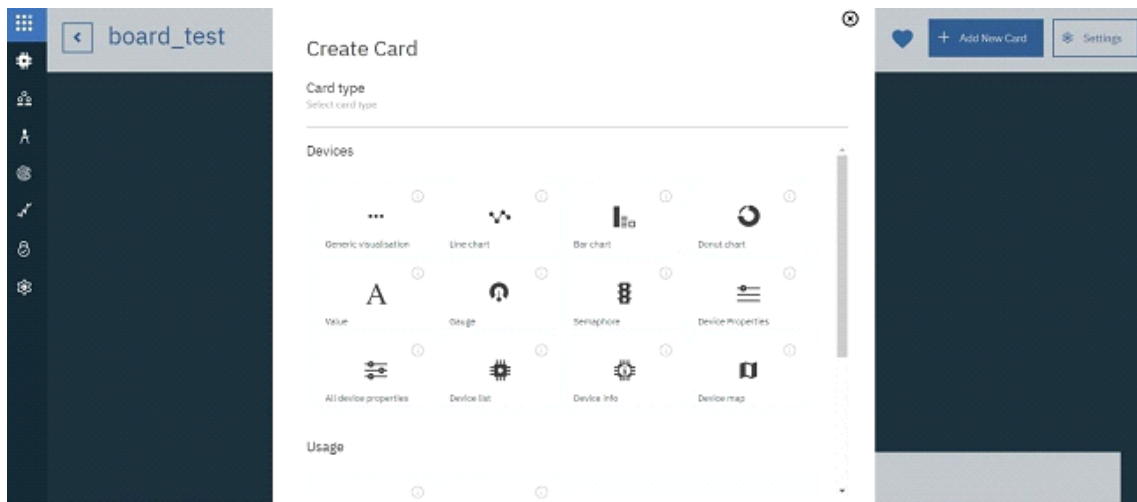 board_test
Add New Card
Settings
Create Card
Card type
Select card type
Devices
Generic visualisation
Line chart
Bar chart
Donut chart
A
Value
Gauge
Semaphore
Device Properties
All device properties
Device list
Device info
Device map
Usage